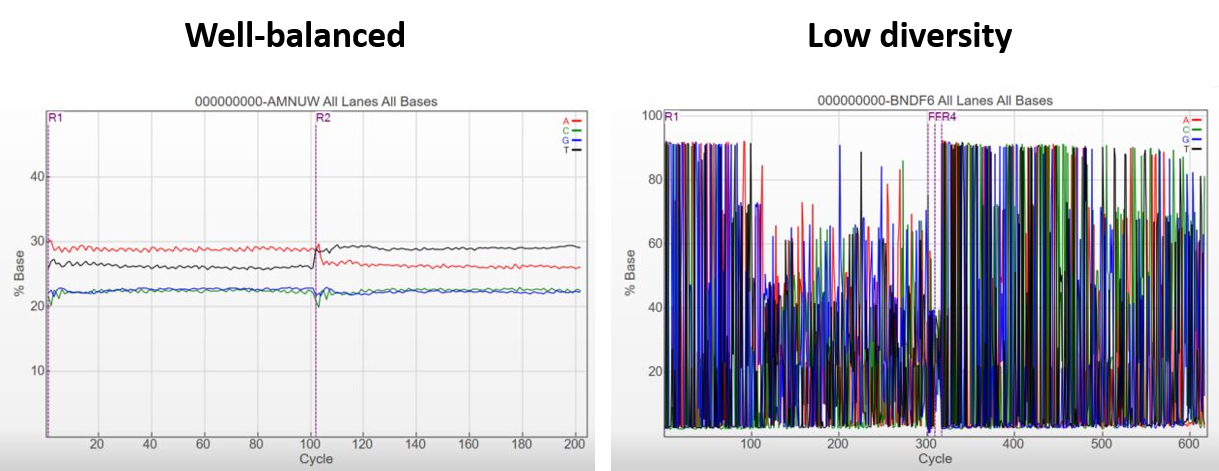 Well-balanced
Low diversity
000000000-AMNUW All Lanes All Bases
R1
R2
A
C
G
T
40
30
20
10
% Base
20 40 60 80 100 120 140 160 180 200
Cycle
000000000-BNDF6 All Lanes All Bases
R1
FFR4
A
C
G
T
100
80
60
40
20
% Base
100 200 300 400 500 600
Cycle